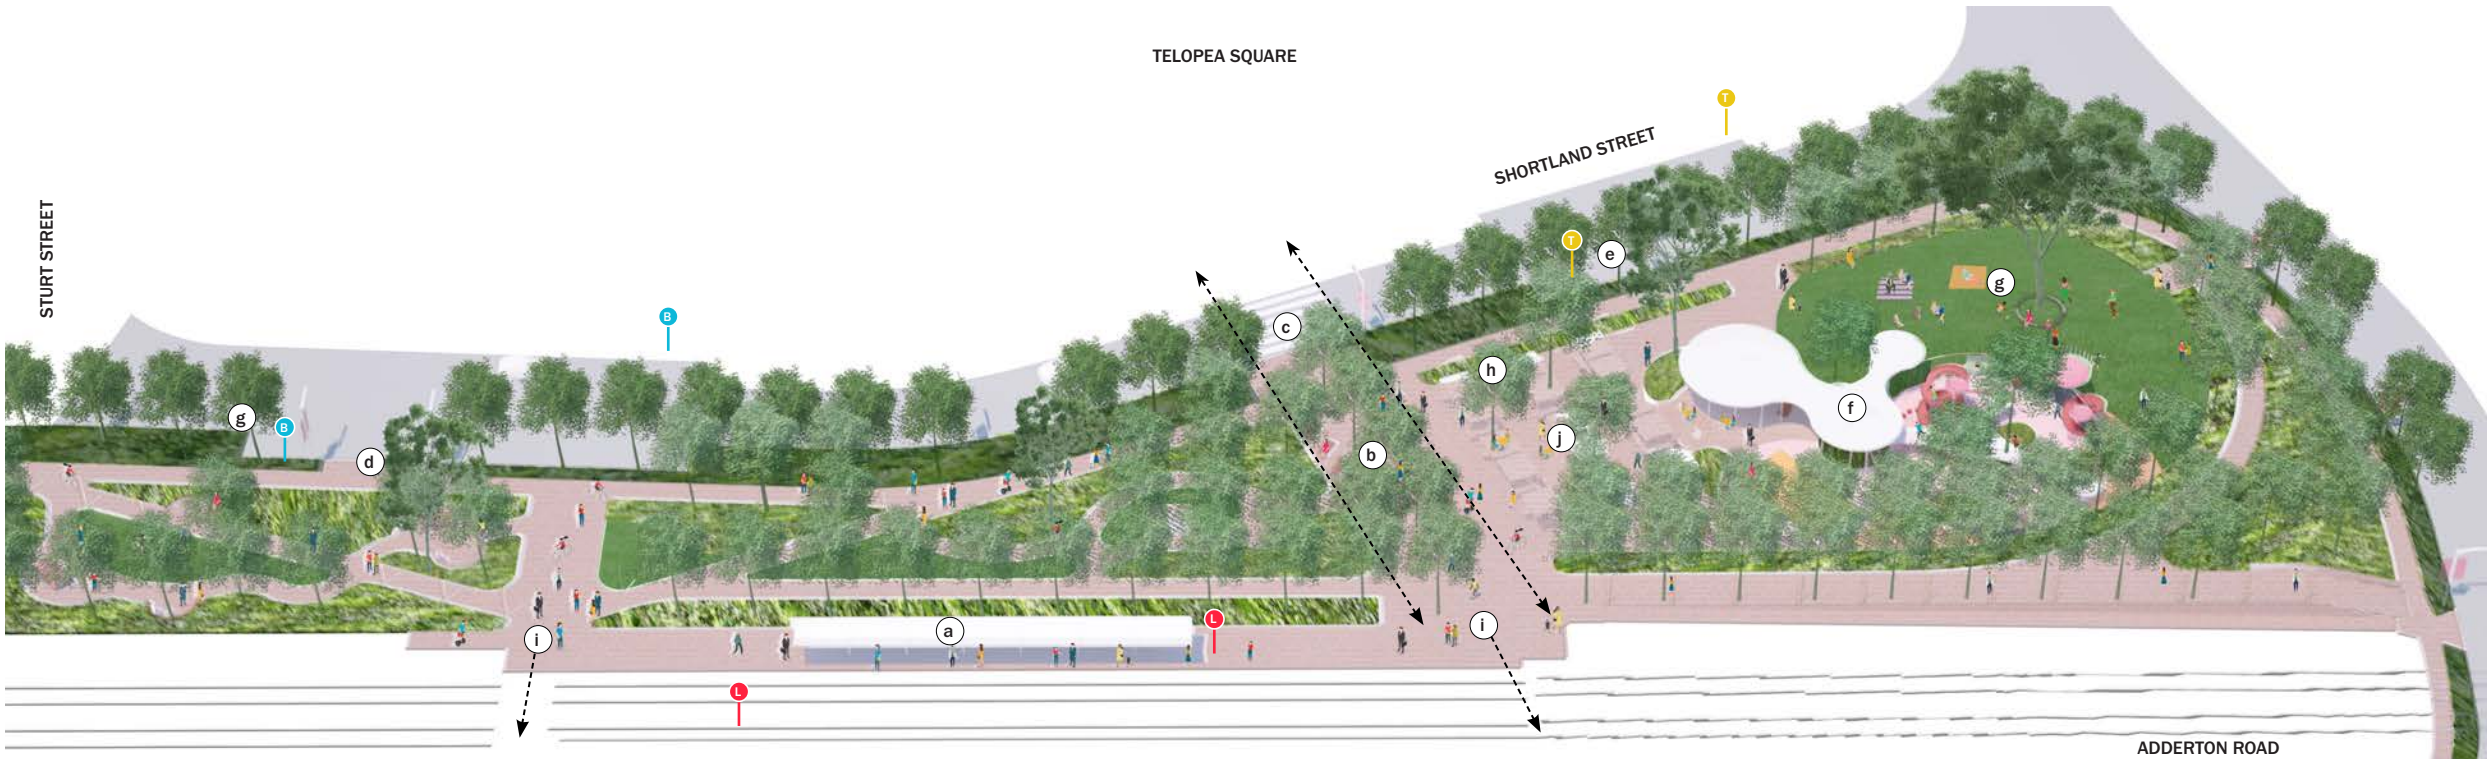 TELOPEA SQUARE
T
SHORTLAND STREET
STURT STREET
T
e
g
B
c
h
f
g
B
j
b
d
L
a
i
i
L
ADDERTON ROAD